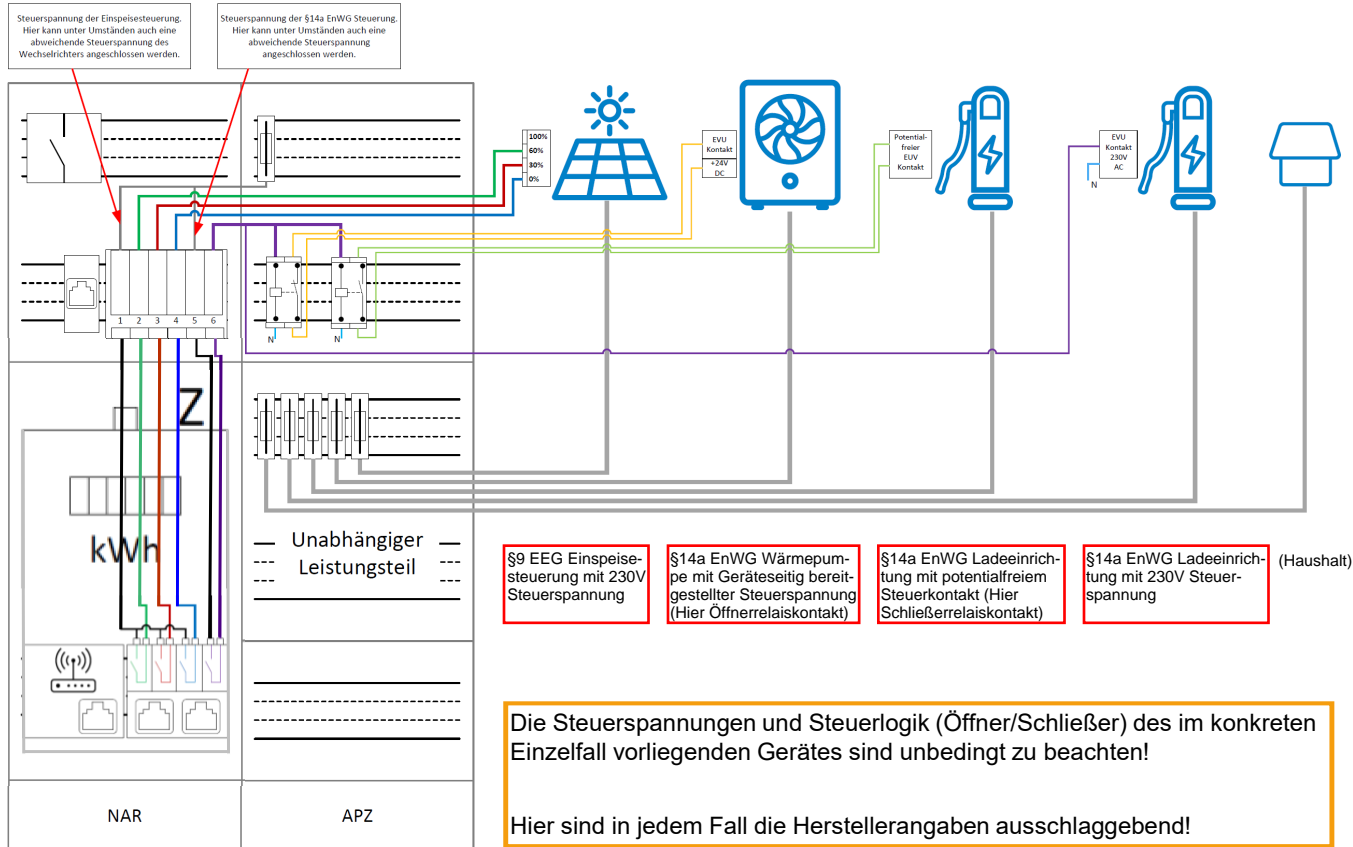 Steuerspannung der Einspeisesteuerung.
Hier kann unter Umständen auch eine
abweichende Steuerspannung des
Wechselrichters angeschlossen werden.
Steuerspannung der §14a EnWG Steuerung.
Hier kann unter Umständen auch eine
abweichende Steuerspannung
angeschlossen werden.
100%
60%
30%
0%
EVU
Kontakt
+24V
DC
Potential-
freier
EUV
Kontakt
EVU
Kontakt
230V
AC
N
1 2 3 4 5 6
N
N
Z
kWh
Unabhängiger
Leistungsteil
§9 EEG Einspeise-
steuerung mit 230V
Steuerspannung
§14a EnWG Wärmepum-
pe mit Geräteseitig bereit-
gestellter Steuerspannung
(Hier Öffnerrelaiskontakt)
§14a EnWG Ladeeinrich-
tung mit potentialfreiem
Steuerkontakt (Hier
Schließerrelaiskontakt)
§14a EnWG Ladeeinrich-
tung mit 230V Steuer-
spannung
(Haushalt)
Die Steuerspannungen und Steuerlogik (Öffner/Schließer) des im konkreten
Einzelfall vorliegenden Gerätes sind unbedingt zu beachten!
Hier sind in jedem Fall die Herstellerangaben ausschlaggebend!
NAR
APZ